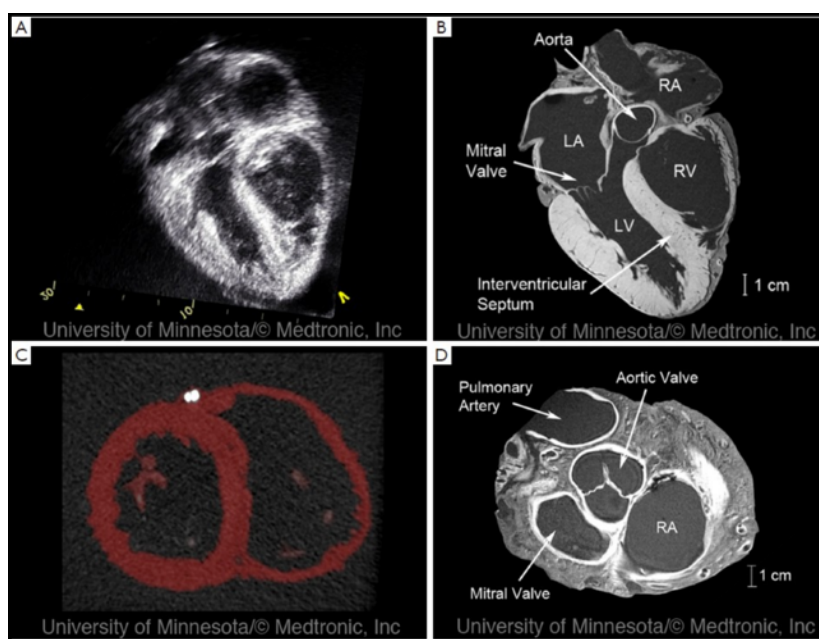 A
30
10
V
University of Minnesota/© Medtronic, Inc
B
Aorta
RA
LA
Mitral
Valve
RV
LV
Interventricular
Septum
1 cm
University of Minnesota/© Medtronic, Inc
C
University of Minnesota/© Medtronic, Inc
D
Aortic Valve
Pulmonary
Artery
RA
Mitral Valve
1 cm
University of Minnesota/© Medtronic, Inc